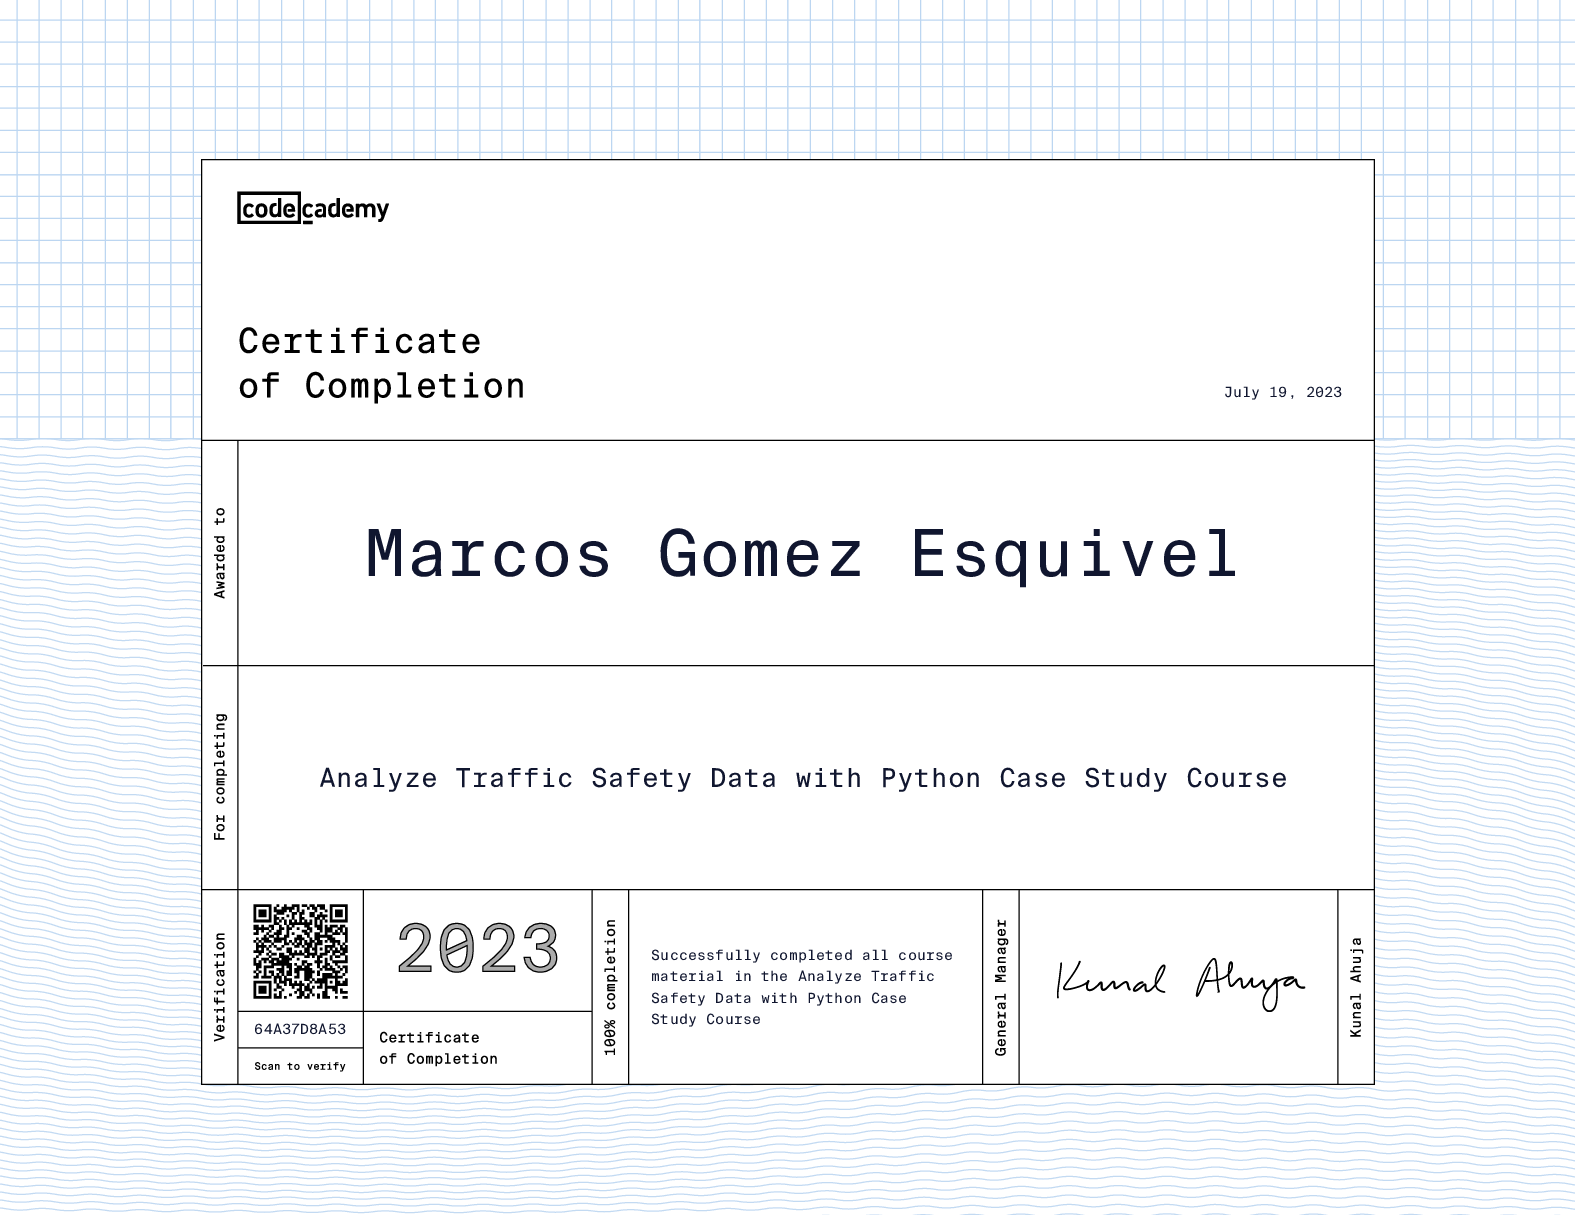 codecademy
Certificate
of Completion
July 19, 2023
Awarded to
Marcos Gomez Esquivel
For completing
Analyze Traffic Safety Data with Python Case Study Course
Verification
64A37D8A53
Scan to verify
2023
Certificate
of Completion
100% completion
Successfully completed all course
material in the Analyze Traffic
Safety Data with Python Case
Study Course
General Manager
Kunal Ahuja
Kunal Ahuja